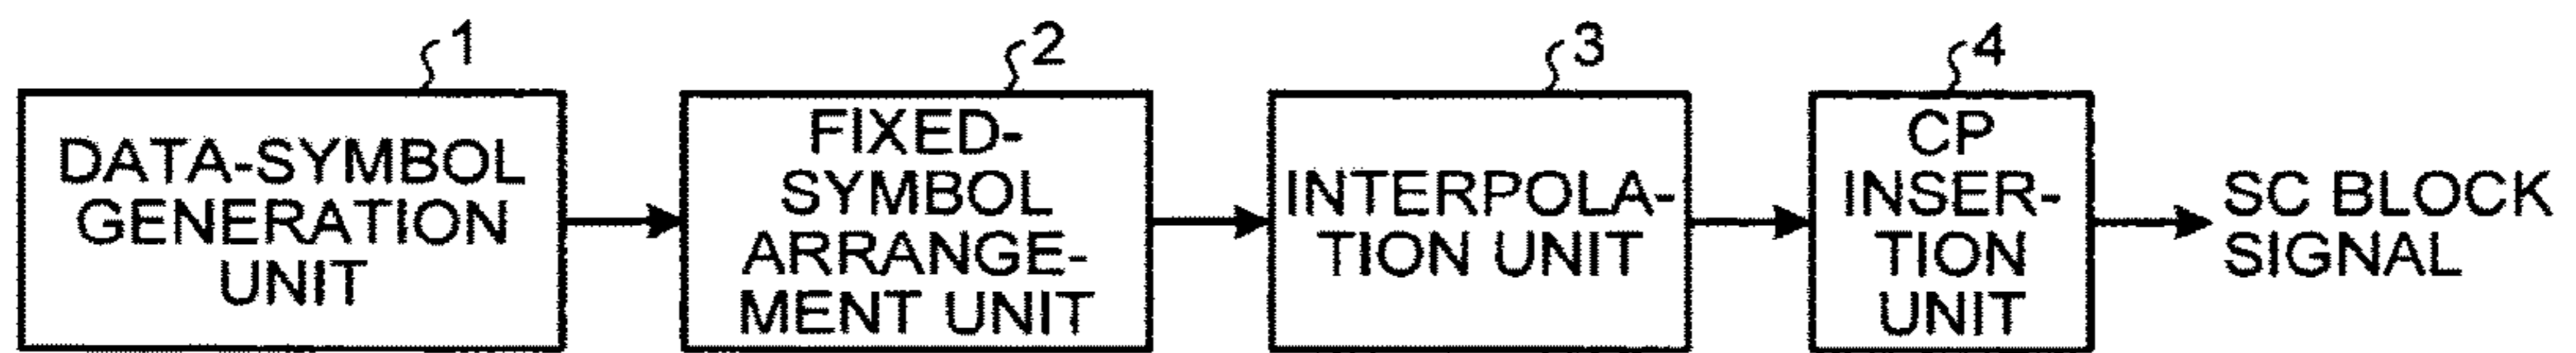 1
DATA-SYMBOL
GENERATION
UNIT
2
FIXED-
SYMBOL
ARRANGE-
MENT UNIT
3
INTERPOLA-
TION UNIT
4
CP
INSER-
TION
UNIT
SC BLOCK
SIGNAL